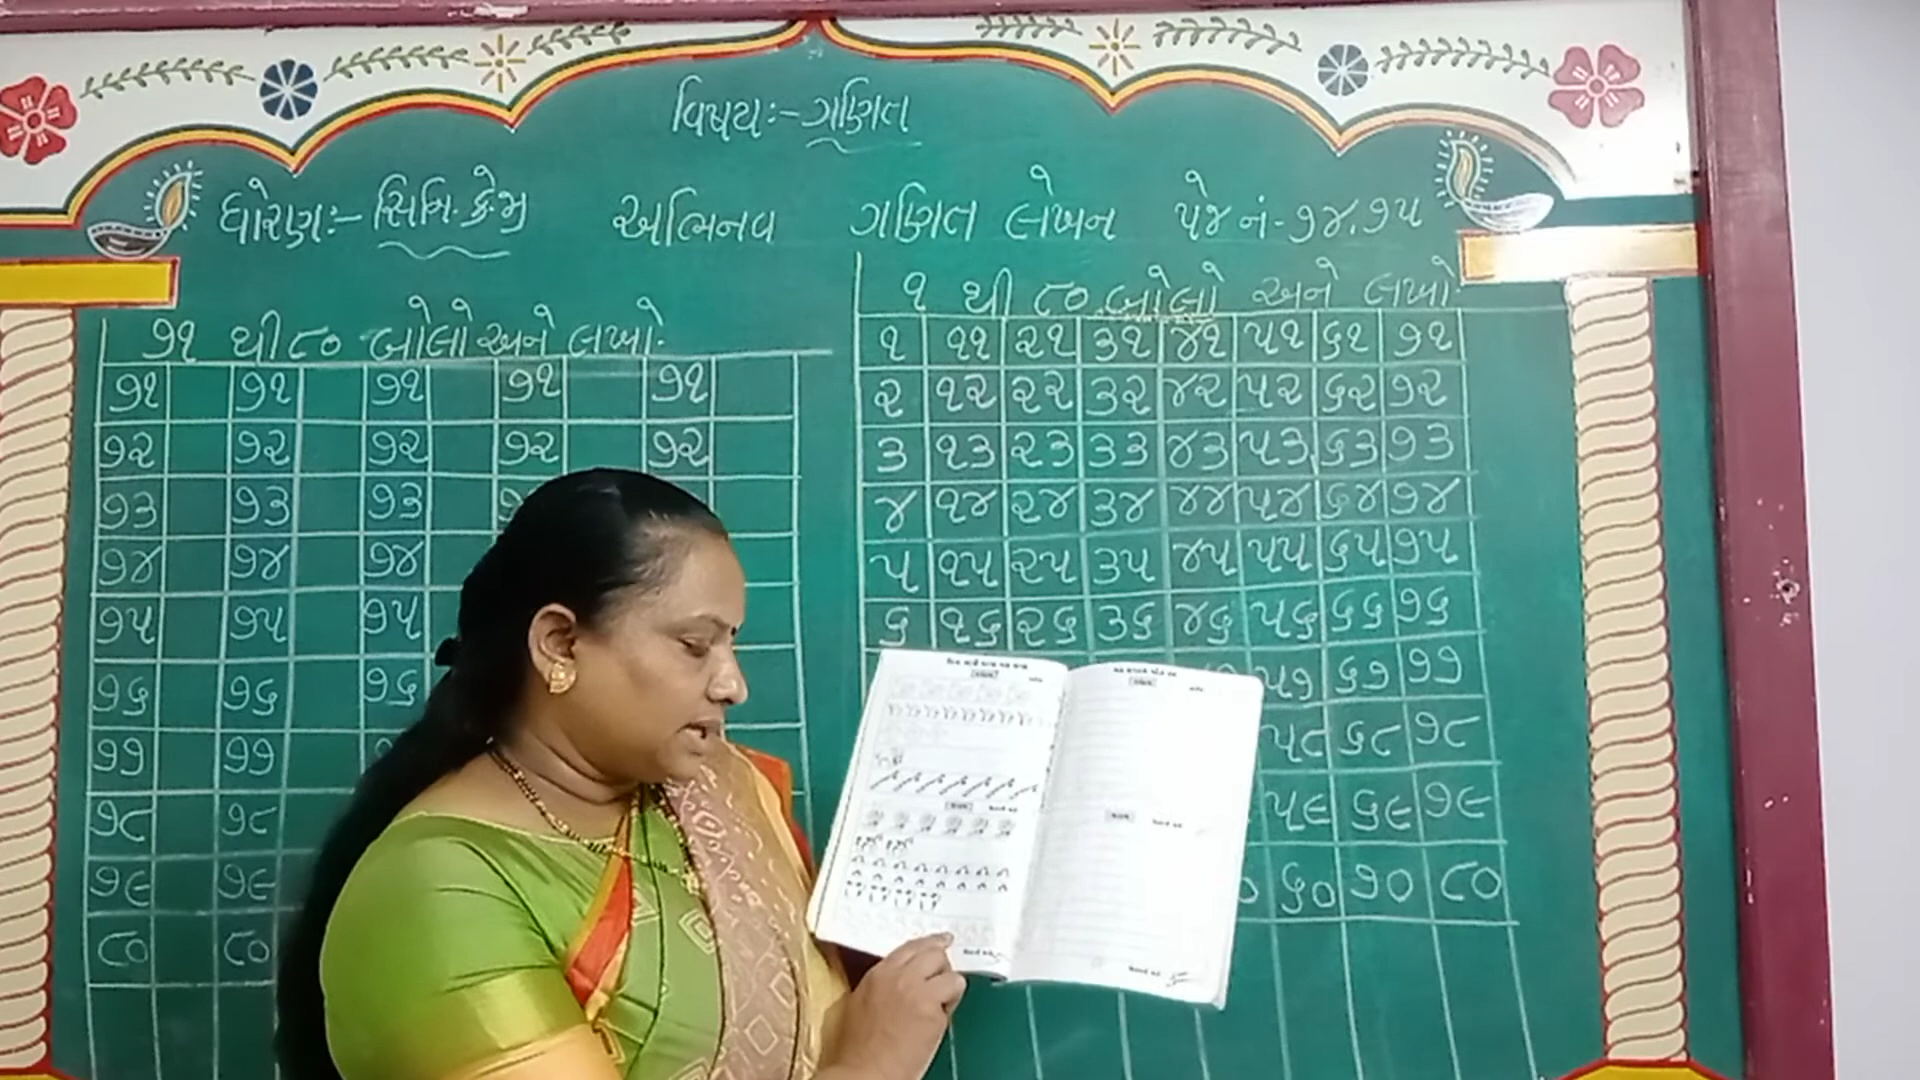 વિષય:- ગણિત
ધોરણ:- સિનિ. કે.જી અભિનવ ગણિત લેખન પેજ નં- ૭૪,૭૫
૭૧ થી ૮૦ બોલો અને લખો.
૭૧ ૭૧ ૭૧ ૭૧ ૭૧
૭૨ ૭૨ ૭૨ ૭૨ ૭૨
૭૩ ૭૩ ૭૩
૭૪ ૭૪ ૭૪
૭૫ ૭૫ ૭૫
૭૬ ૭૬ ૭૬
૭૭ ૭૭
૭૮ ૭૮
૭૯ ૭૯
૮૦ ૮૦
૧ થી ૮૦ બોલો અને લખો.
૧ ૧૧ ૨૧ ૩૧ ૪૧ ૫૧ ૬૧ ૭૧
૨ ૧૨ ૨૨ ૩૨ ૪૨ ૫૨ ૬૨ ૭૨
૩ ૧૩ ૨૩ ૩૩ ૪૩ ૫૩ ૬૩ ૭૩
૪ ૧૪ ૨૪ ૩૪ ૪૪ ૫૪ ૬૪ ૭૪
૫ ૧૫ ૨૫ ૩૫ ૪૫ ૫૫ ૬૫ ૭૫
૬ ૧૬ ૨૬ ૩૬ ૪૬ ૫૬ ૬૬ ૭૬
૫૭ ૬૭ ૭૭
૫૮ ૬૮ ૭૮
૫૯ ૬૯ ૭૯
૬૦ ૭૦ ૮૦